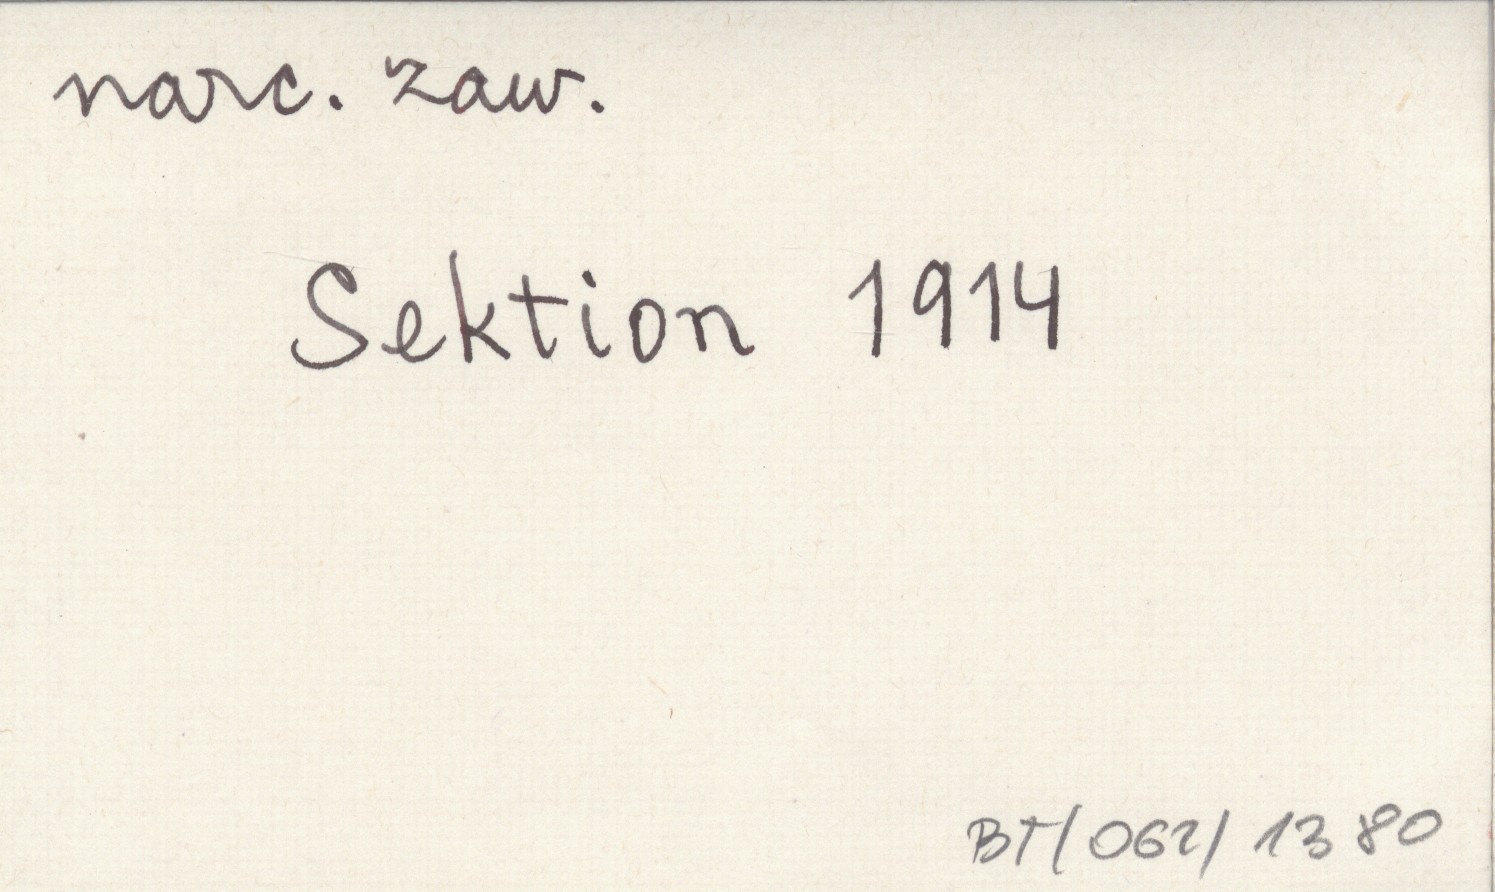 narc. zaw.
Sektion 1914
BT/062/1380